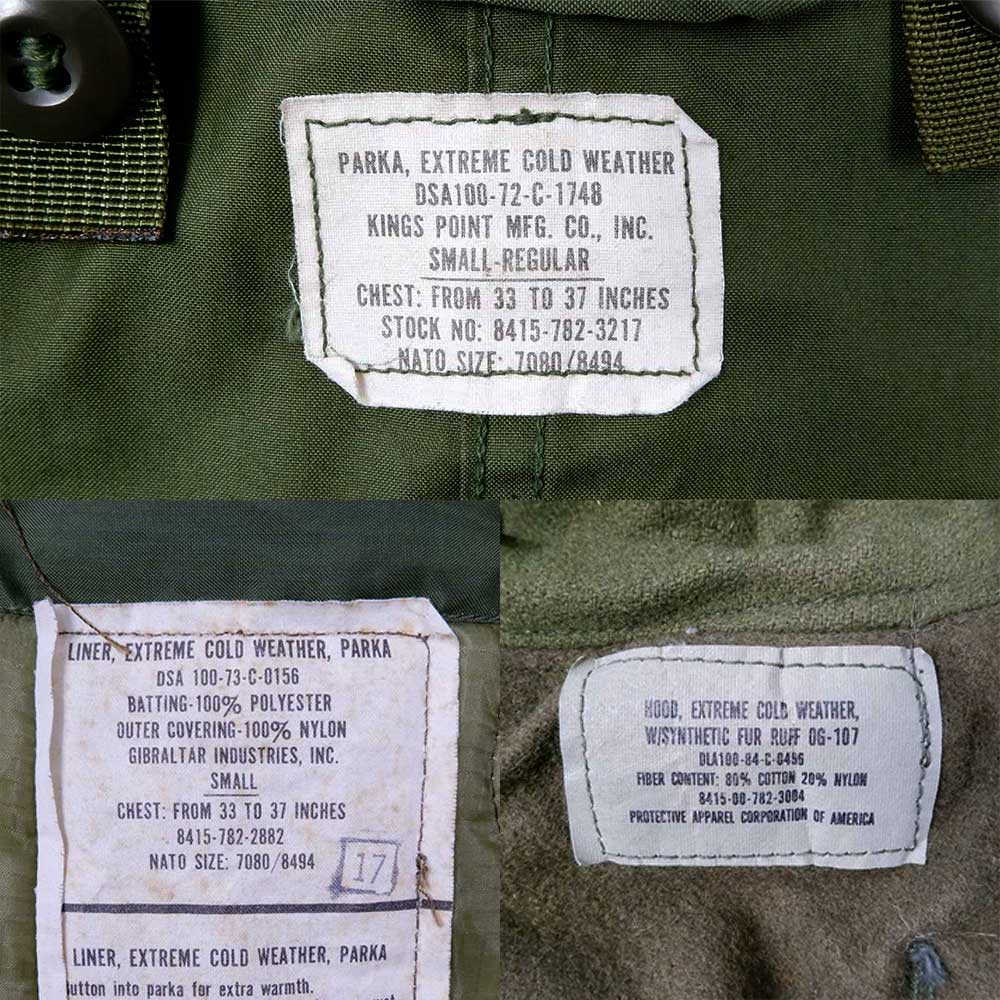 PARKA, EXTREME COLD WEATHER
DSA100-72-C-1748
KINGS POINT MFG. CO., INC.
SMALL-REGULAR
CHEST: FROM 33 TO 37 INCHES
STOCK NO: 8415-782-3217
NATO SIZE: 7080/8494
LINER, EXTREME COLD WEATHER, PARKA
DSA 100-73-C-0156
BATTING-100% POLYESTER
OUTER COVERING-100% NYLON
GIBRALTAR INDUSTRIES, INC.
SMALL
CHEST: FROM 33 TO 37 INCHES
8415-782-2882
NATO SIZE: 7080/8494
17
LINER, EXTREME COLD WEATHER, PARKA
utton into parka for extra warmth.
HOOD, EXTREME COLD WEATHER,
W/SYNTHETIC FUR RUFF OG-107
DLA100-84-C-0456
FIBER CONTENT: 80% COTTON 20% NYLON
8415-00-782-3004
PROTECTIVE APPAREL CORPORATION OF AMERICA